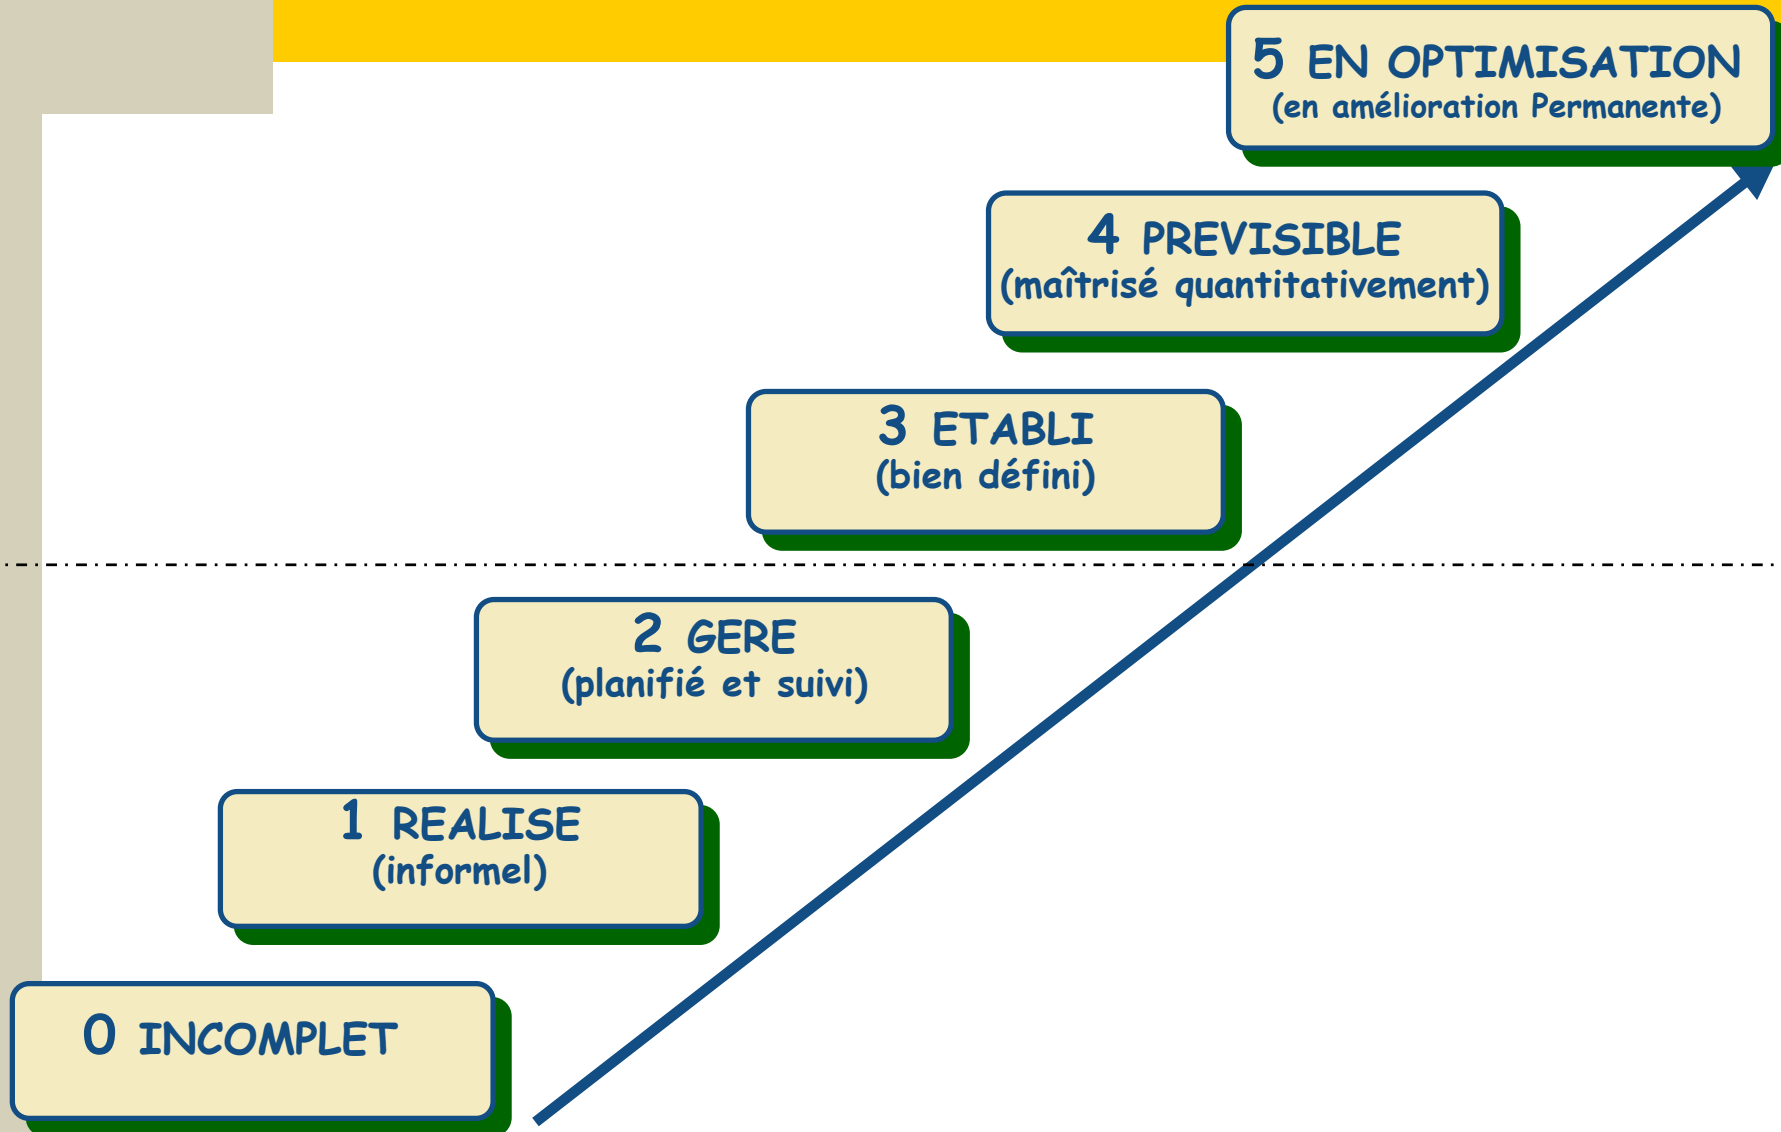 5 EN OPTIMISATION
(en amélioration Permanente)
4 PREVISIBLE
(maîtrisé quantitativement)
3 ETABLI
(bien défini)
2 GERE
(planifié et suivi)
1 REALISE
(informel)
0 INCOMPLET